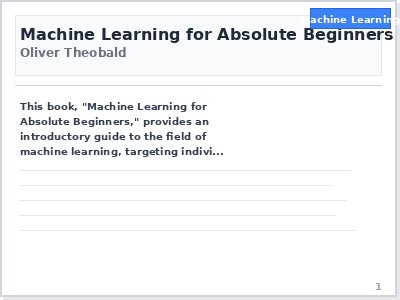 Machine Learning
Machine Learning for Absolute Beginners
Oliver Theobald
This book, "Machine Learning for
Absolute Beginners," provides an
introductory guide to the field of
machine learning, targeting indivi...
1